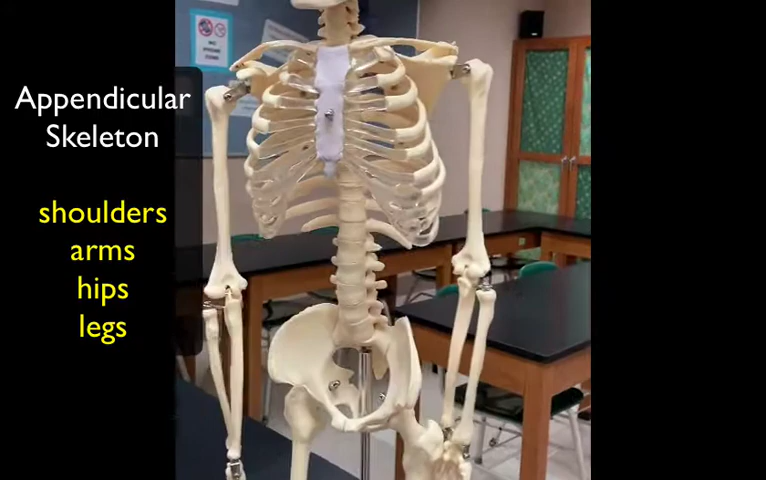 Appendicular
Skeleton
shoulders
arms
hips
legs